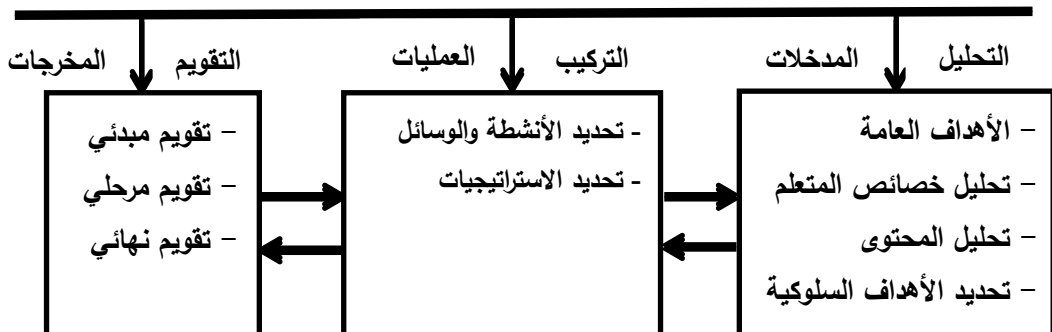 التحليل المدخلات
- الأهداف العامة
- تحليل خصائص المتعلم
- تحليل المحتوى
- تحديد الأهداف السلوكية
التركيب العمليات
- تحديد الأنشطة والوسائل
- تحديد الاستراتيجيات
التقويم المخرجات
- تقويم مبدئي
- تقويم مرحلي
- تقويم نهائي